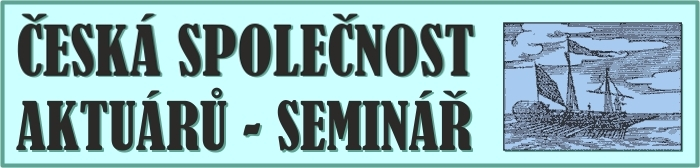 ČESKÁ SPOLEČNOST
AKTUÁRŮ - SEMINÁŘ